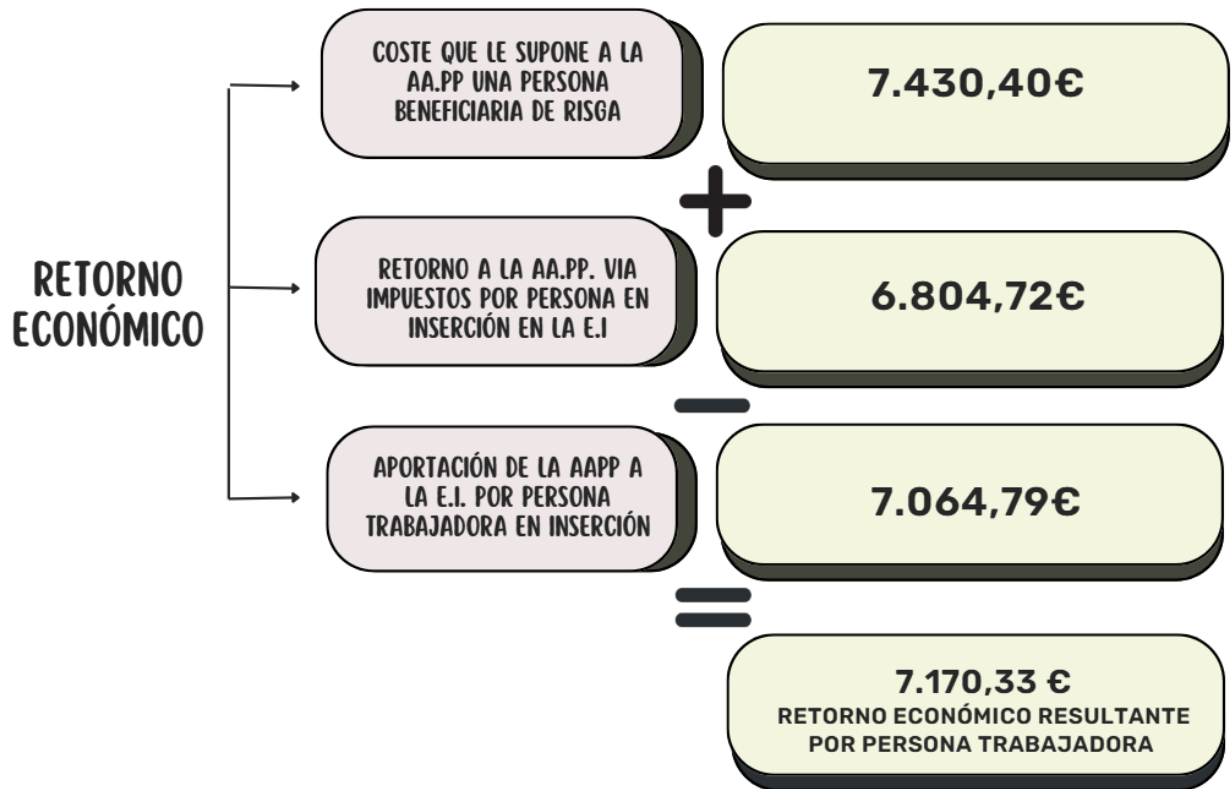 RETORNO
ECONÓMICO
COSTE QUE LE SUPONE A LA
AA.PP UNA PERSONA
BENEFICIARIA DE RISGA
7.430,40€
+
RETORNO A LA AA.PP. VIA
IMPUESTOS POR PERSONA EN
INSERCIÓN EN LA E.I
6.804,72€
−
APORTACIÓN DE LA AAPP A
LA E.I. POR PERSONA
TRABAJADORA EN INSERCIÓN
7.064,79€
=
7.170,33 €
RETORNO ECONÓMICO RESULTANTE
POR PERSONA TRABAJADORA